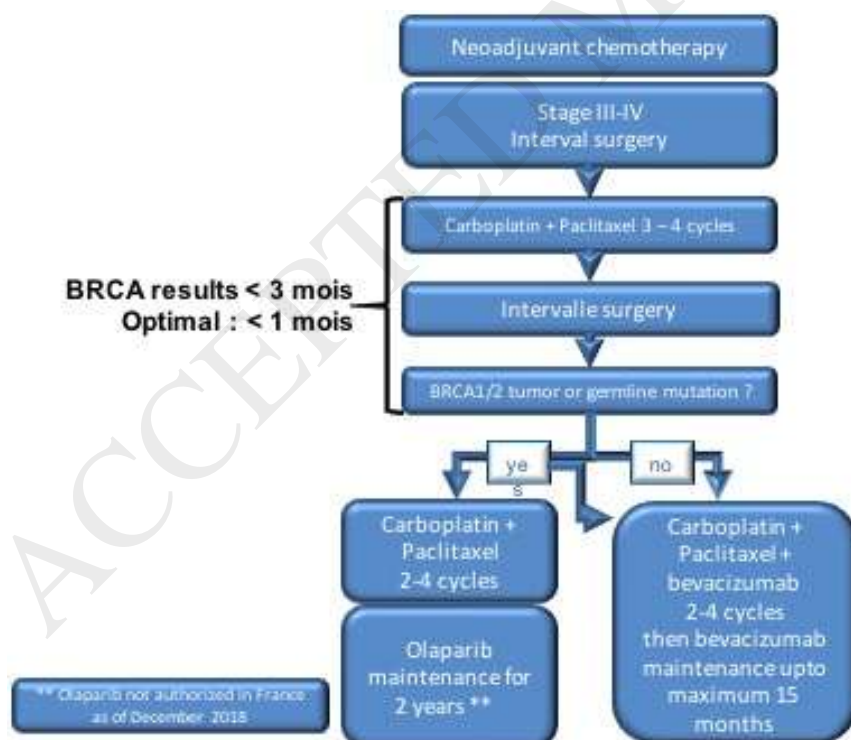 Neoadjuvant chemotherapy
Stage III-IV
Interval surgery
Carboplatin + Paclitaxel 3 – 4 cycles
BRCA results < 3 mois
Optimal : < 1 mois
Intervalle surgery
BRCA1/2 tumor or germline mutation ?
ye
s
no
Carboplatin +
Paclitaxel
2-4 cycles
Olaparib
maintenance for
2 years **
Carboplatin +
Paclitaxel +
bevacizumab
2-4 cycles
then bevacizumab
maintenance upto
maximum 15
months
** Olaparib not authorized in France
as of December 2018
ACCEPTED M